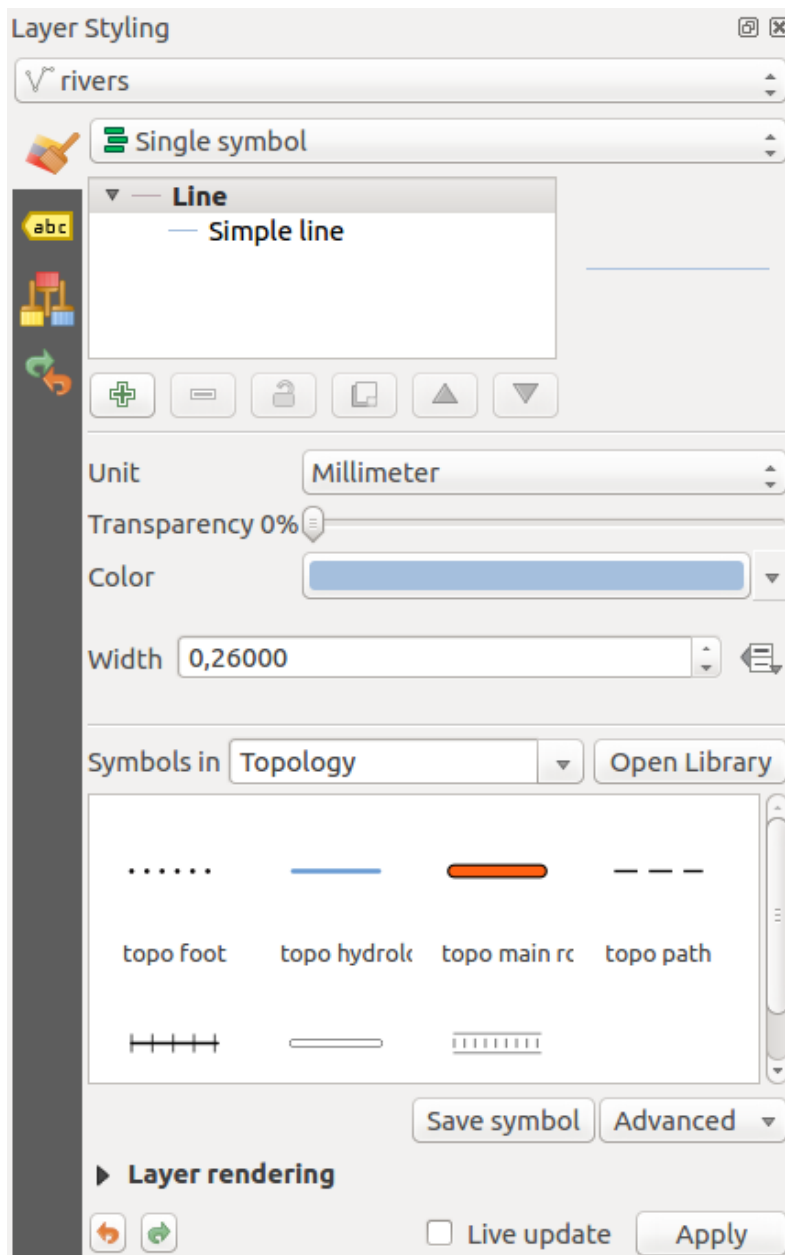 Layer Styling
rivers
Single symbol
Line
Simple line
abc
Unit Millimeter
Transparency 0%
Color
Width 0,26000
Symbols in Topology Open Library
topo foot topo hydrolo topo main ro topo path
Save symbol Advanced
Layer rendering
Live update Apply